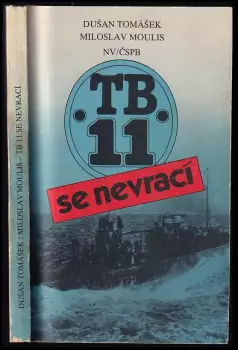 DUŠAN TOMÁŠEK
MILOSLAV MOULIS
NV/ČSPB
TB
11
se nevrací
DUŠAN TOMÁŠEK / MILOSLAV MOULIS - TB 11 SE NEVRACÍ